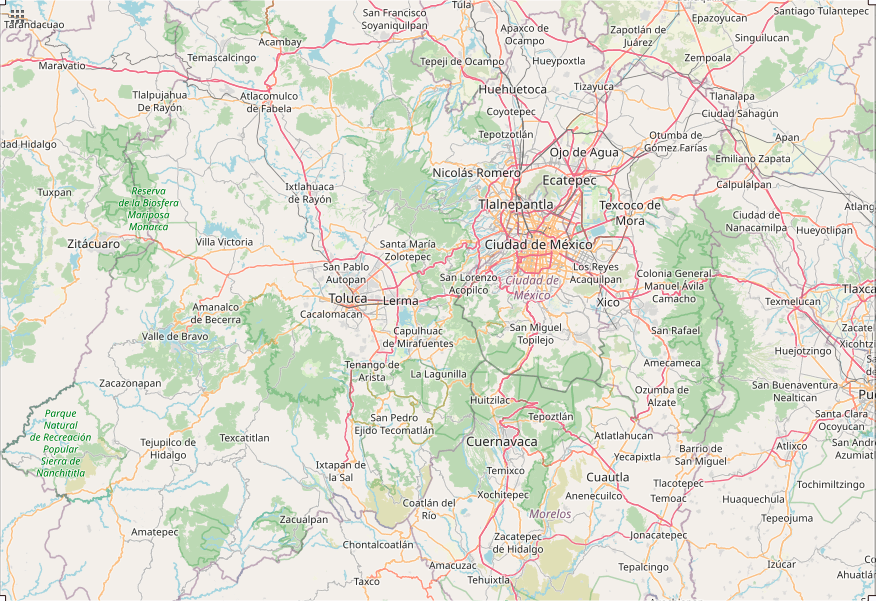 San Francisco
Soyaniquilpan
Tula
Santiago Tulantepec
Tarandacuao
Apaxco de
Ocampo
Zapotlán de
Juárez
Epazoyucan
Singuilucan
Acambay
Temascalcingo
Maravatío
Tepeji de Ocampo
Hueypoxtla
Zempoala
Tlalpujahua
De Rayón
Atlacomulco
de Fabela
Huehuetoca
Tizayuca
Tlanalapa
Coyotepec
Ciudad Sahagún
Tepotzotlán
Otumba de
Gómez Farías
Apan
dad Hidalgo
Ojo de Agua
Emiliano Zapata
Nicolás Romero
Ecatepec
Calpulalpan
Tuxpan
Reserva
de la Biosfera
Mariposa
Monarca
Ixtlahuaca
de Rayón
Tlalnepantla
Texcoco de
Mora
Atlang
Ciudad de
Nanacamilpa
Hueyotlipan
Zitácuaro
Villa Victoria
Santa María
Zolotepec
Ciudad de México
San Pablo
Autopan
San Lorenzo
Acopilco
Ciudad de
México
Los Reyes
Acaquilpan
Colonia General
Manuel Ávila
Camacho
Toluca
Lerma
Xico
Texmelucan
Tlaxca
Amanalco
de Becerra
Cacalomacan
Valle de Bravo
Capulhuac
de Mirafuentes
San Miguel
Topilejo
San Rafael
Zacate
Xicohtz
Huejotzingo
Tenango de
Arista
La Lagunilla
Amecameca
Zacazonapan
Ozumba de
Alzate
San Buenaventura
Nealtican
Pu
Huitzilac
Tepoztlán
Parque
Natural
de Recreación
Popular
Sierra de
Nanchititla
San Pedro
Ejido Tecomatlán
Santa Clara
Ocoyucan
Tejupilco de
Hidalgo
Texcatitlan
Cuernavaca
Atlatlahucan
Yecapixtla
Barrio de
San Miguel
Atlixco
San André
Azumiat
Ixtapan de
la Sal
Temixco
Cuautla
Tlacotepec
Tochimiltzingo
Xochitepec
Anenecuilco
Temoac
Huaquechula
Coatlán del
Río
Morelos
Tepeojuma
Amatepec
Zacualpan
Zacatepec
de Hidalgo
Jonacatepec
Chontalcoatlán
Amacuzac
Tepalcingo
Izúcar
Taxco
Tehuixtla
Ahuatlá